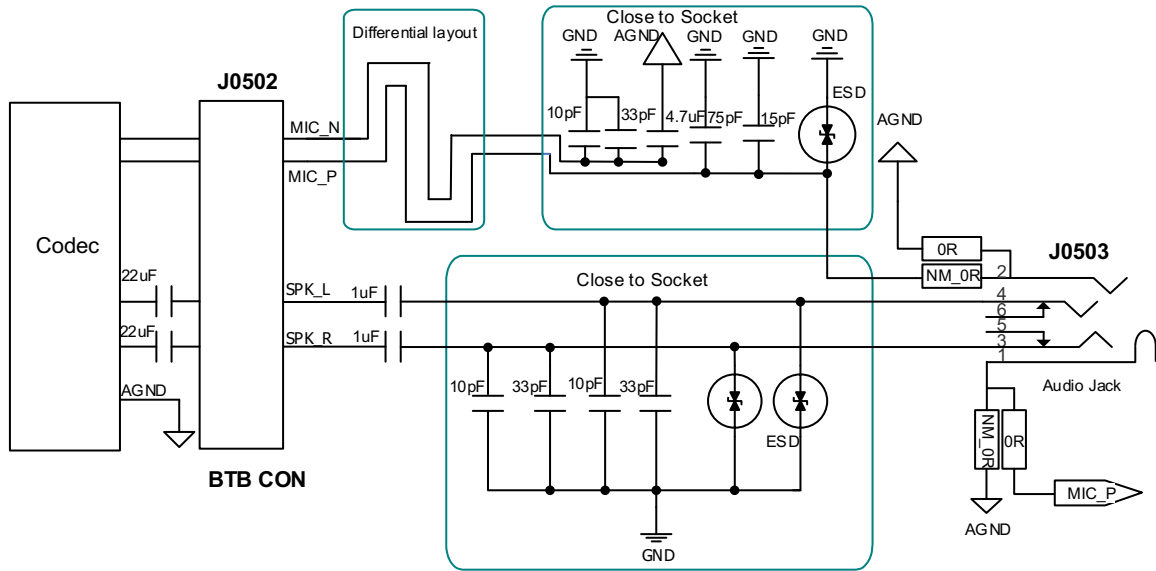 Differential layout
Close to Socket
GND
AGND
GND
GND
GND
J0502
10pF
33pF
4.7uF
75pF
15pF
ESD
AGND
MIC_N
MIC_P
Codec
0R
J0503
NM_0R
2
Close to Socket
22uF
SPK_L
1uF
4
6
5
22uF
SPK_R
1uF
3
1
10pF
33pF
10pF
33pF
Audio Jack
AGND
ESD
NM_0R
0R
BTB CON
MIC_P
AGND
GND